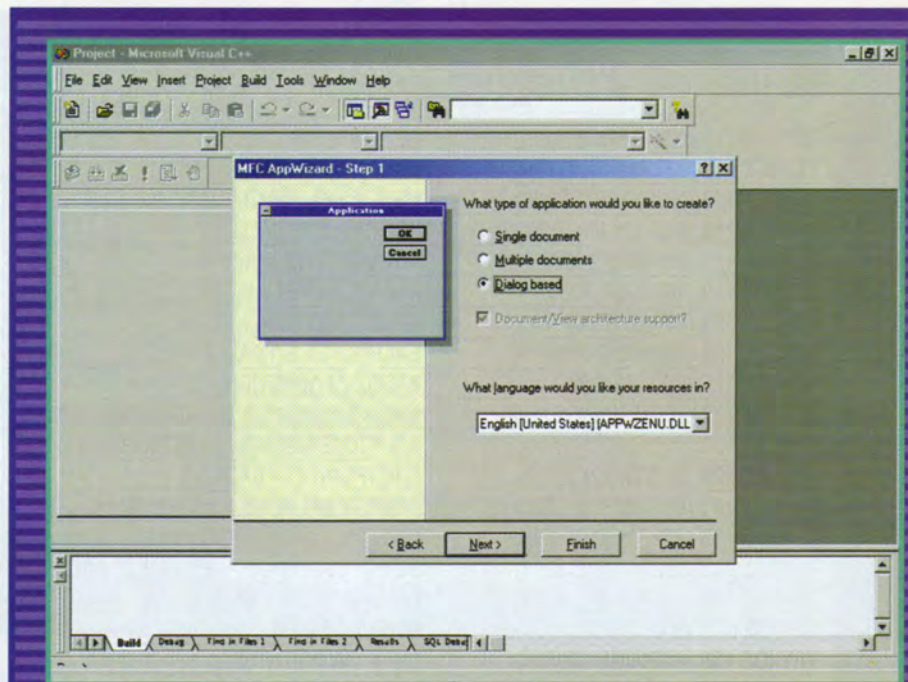 Project - Microsoft Visual C++
File Edit View Insert Project Build Tools Window Help
MFC AppWizard - Step 1
Application
OK
Cancel
What type of application would you like to create?
Single document
Multiple documents
Dialog based
Document/View architecture support?
What language would you like your resources in?
English [United States] (APPWZENU.DLL
< Back Next > Finish Cancel
Build Debug Find in Files 1 Find in Files 2 Results SQL Debug